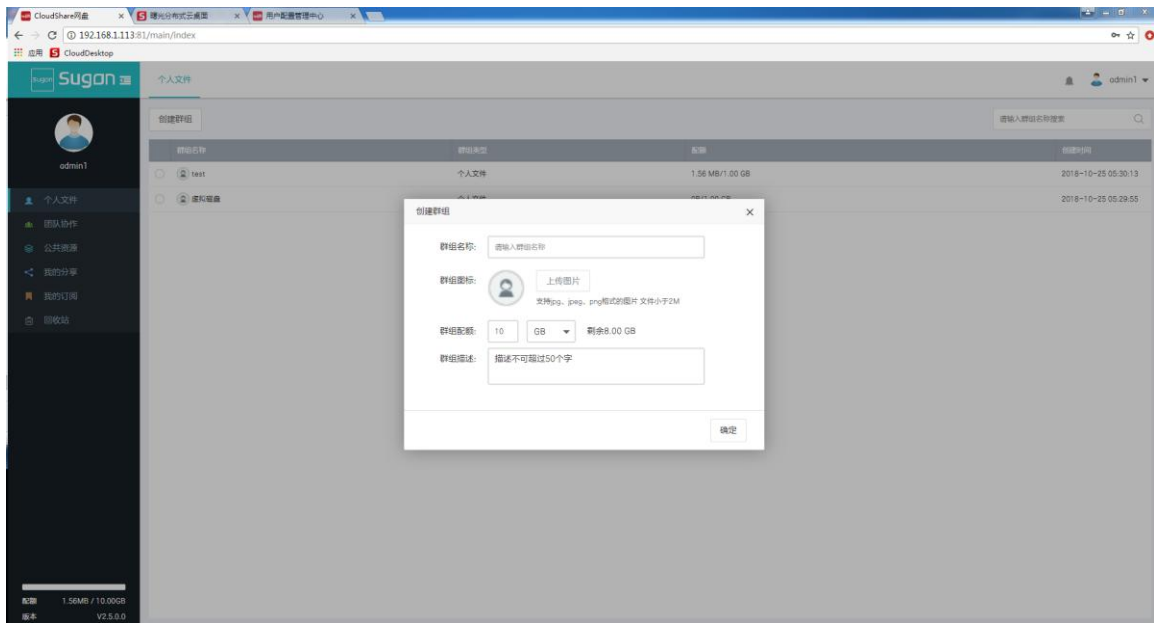 CloudShare网盘
曙光分布式云桌面
用户配置管理中心
192.168.1.113:81/main/index
应用 CloudDesktop
Sugon Sugon 个人文件 admin1
创建群组 请输入群组名称搜索
群组名称 群组类型 配额 创建时间
admin1
test 个人文件 1.56 MB/1.00 GB 2018-10-25 05:30:13
虚拟磁盘 个人文件 0B/1.00 GB 2018-10-25 05:29:55
个人文件
团队协作
公共资源
我的分享
我的订阅
回收站
创建群组
群组名称: 请输入群组名称
群组图标: 上传图片
支持jpg、jpeg、png格式的图片 文件小于2M
群组配额: 10 GB 剩余8.00 GB
群组描述: 描述不可超过50个字
确定
配额 1.56MB / 10.00GB
版本 V2.5.0.0